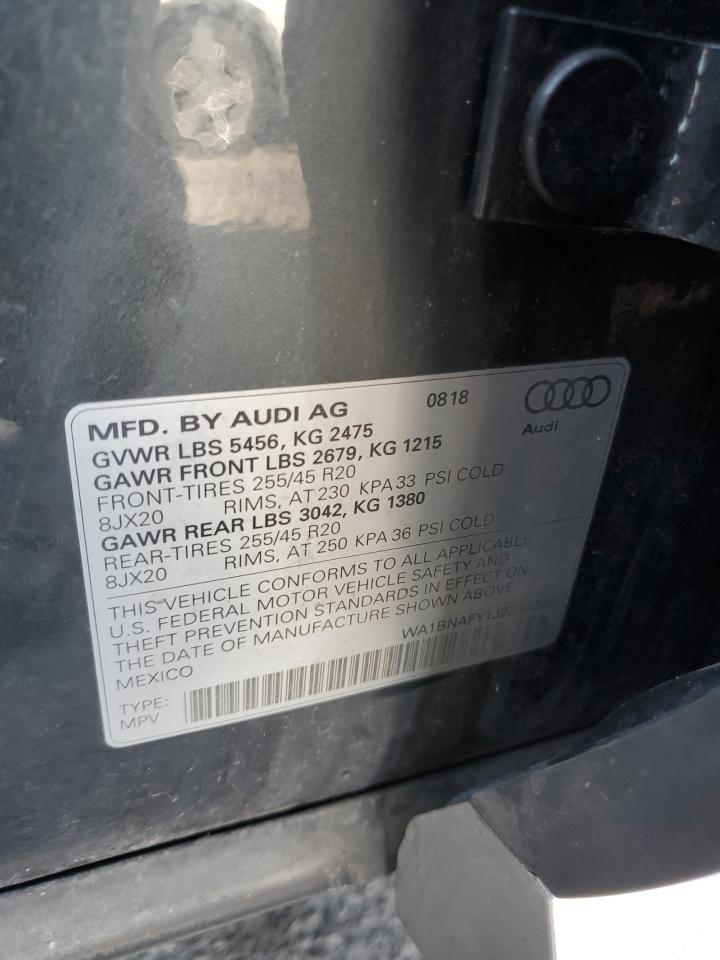 MFD. BY AUDI AG 0818
Audi
GVWR LBS 5456, KG 2475
GAWR FRONT LBS 2679, KG 1215
FRONT-TIRES 255/45 R20
8JX20 RIMS, AT 230 KPA 33 PSI COLD
GAWR REAR LBS 3042, KG 1380
REAR-TIRES 255/45 R20
8JX20 RIMS, AT 250 KPA 36 PSI COLD
THIS VEHICLE CONFORMS TO ALL APPLICABLE
U.S. FEDERAL MOTOR VEHICLE SAFETY AND
THEFT PREVENTION STANDARDS IN EFFECT ON
THE DATE OF MANUFACTURE SHOWN ABOVE.
MEXICO
TYPE:
MPV